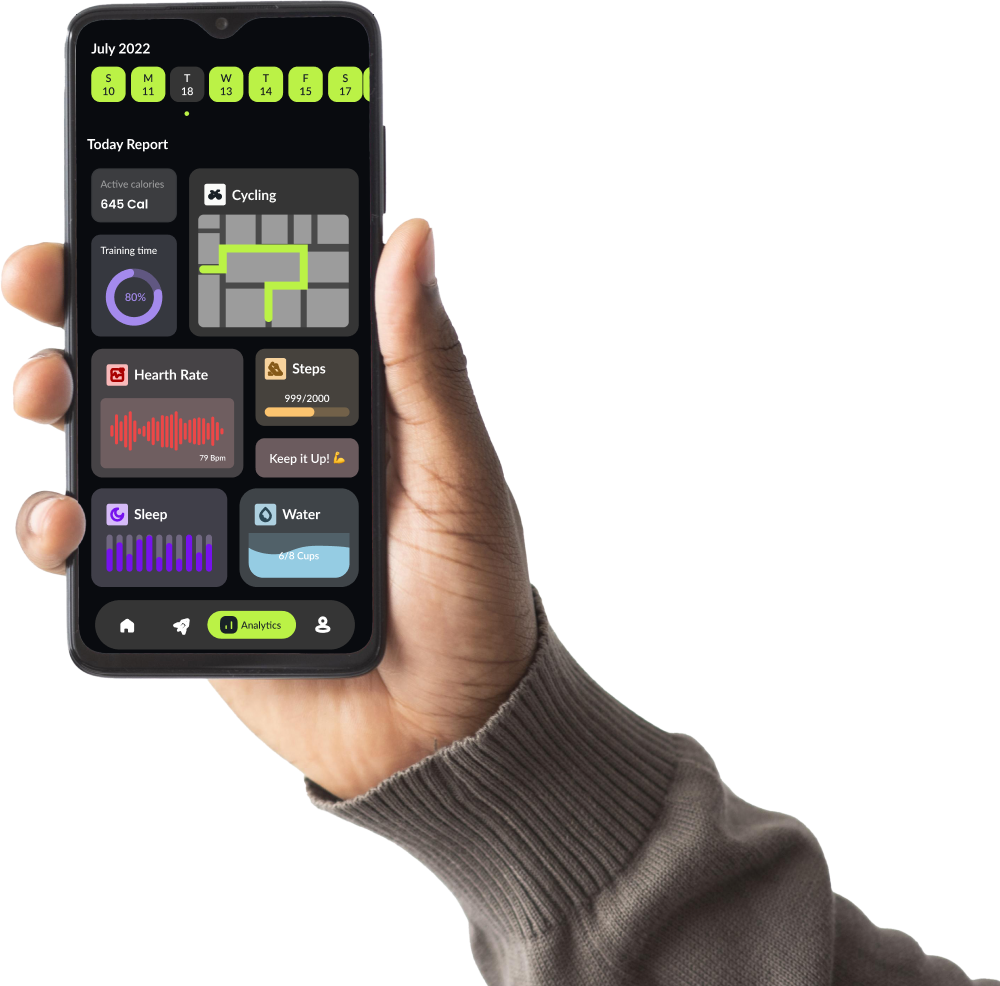 July 2022
S M T W T F S
10 11 18 13 14 15 17
Today Report
Active calories
645 Cal
Cycling
Training time
80%
Hearth Rate
79 Bpm
Steps
999/2000
Keep it Up! 💪
Sleep
Water
6/8 Cups
Analytics